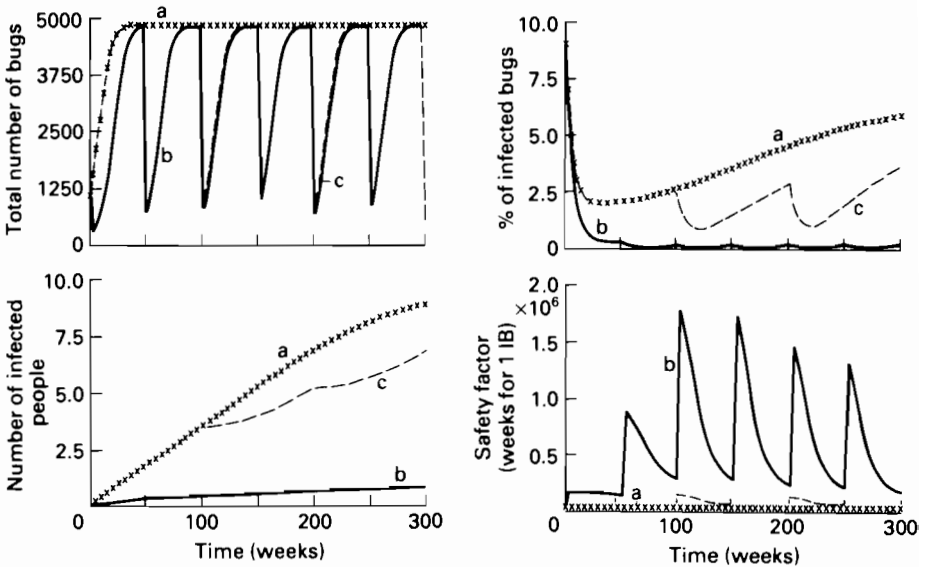 Total number of bugs
5000
3750
2500
1250
0
a
b
c
% of infected bugs
10.0
7.5
5.0
2.5
0
a
b
c
Number of infected
people
10.0
7.5
5.0
2.5
0
100
200
300
a
b
c
Time (weeks)
Safety factor
(weeks for 1 IB)
2.0
×10⁶
1.5
1.0
0.5
0
100
200
300
a
b
Time (weeks)